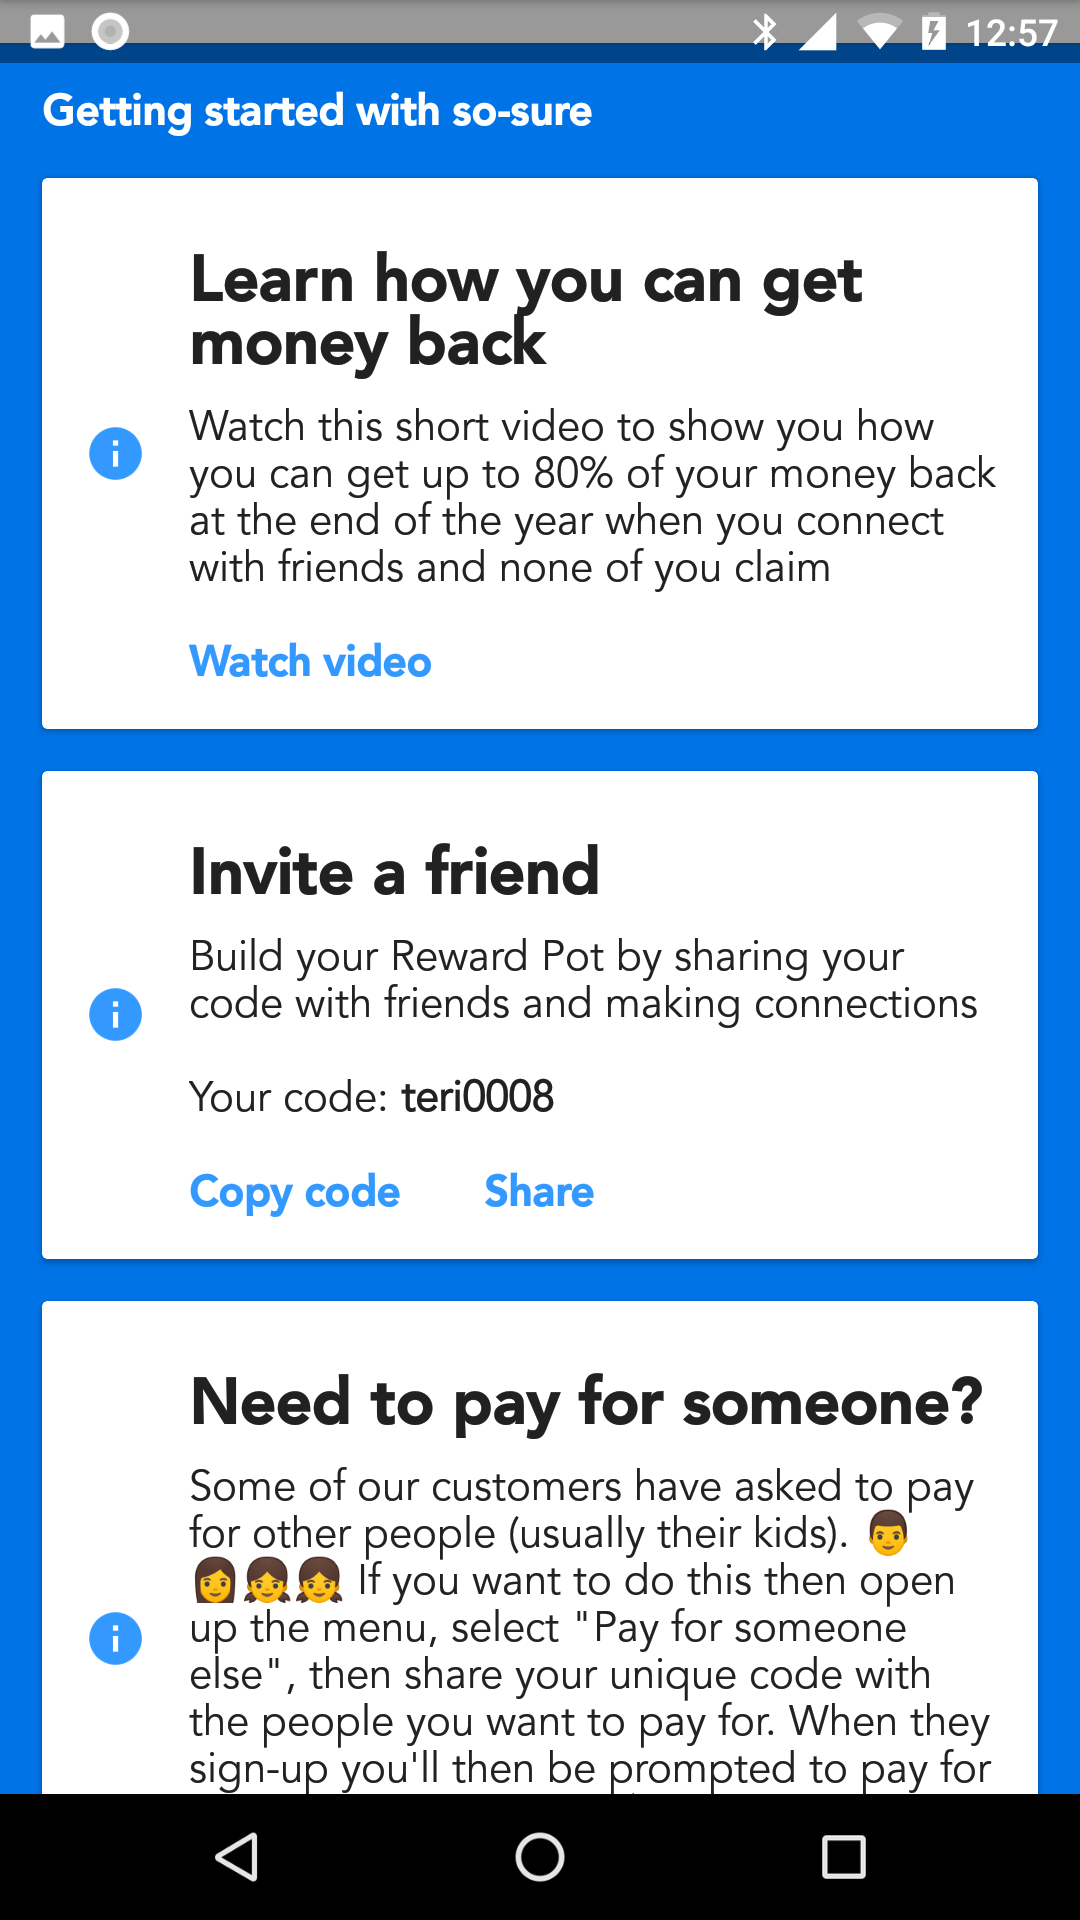 12:57
Getting started with so-sure
Learn how you can get
money back
Watch this short video to show you how
you can get up to 80% of your money back
at the end of the year when you connect
with friends and none of you claim
Watch video
Invite a friend
Build your Reward Pot by sharing your
code with friends and making connections
Your code: teri0008
Copy code Share
Need to pay for someone?
Some of our customers have asked to pay
for other people (usually their kids). 👨
👩👧👧 If you want to do this then open
up the menu, select "Pay for someone
else", then share your unique code with
the people you want to pay for. When they
sign-up you'll then be prompted to pay for